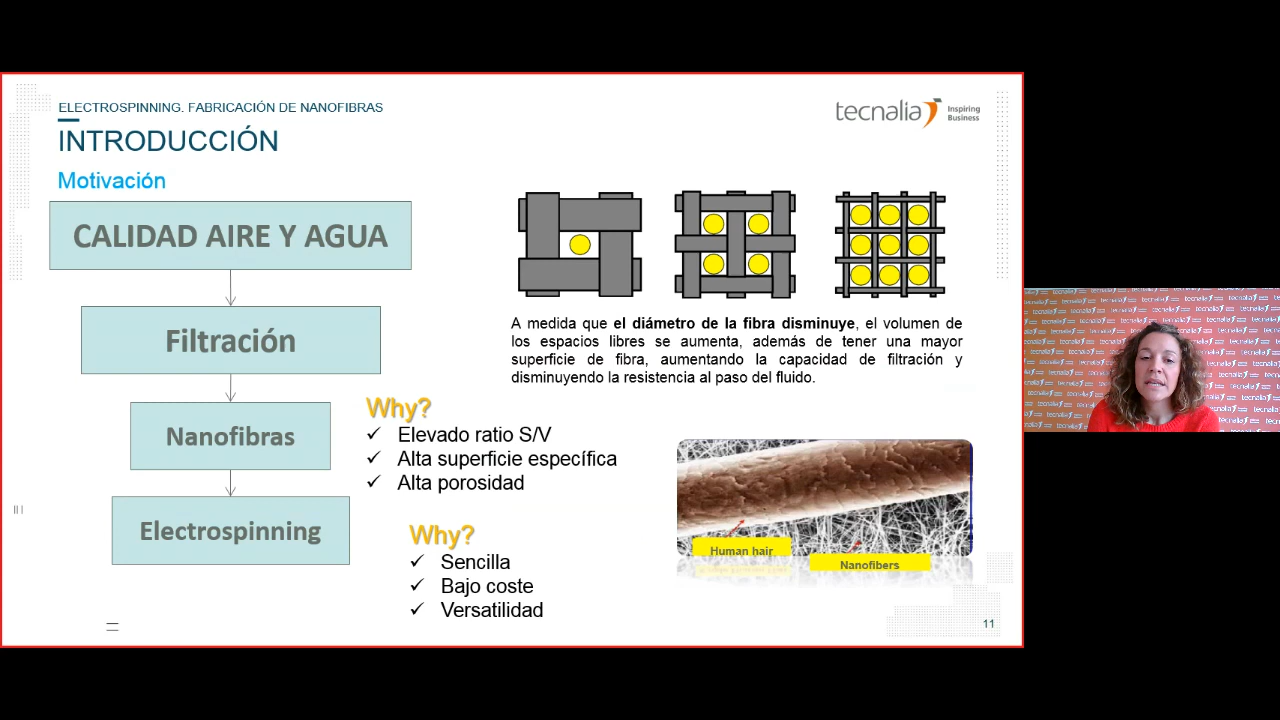 ELECTROSPINNING. FABRICACIÓN DE NANOFIBRAS
INTRODUCCIÓN
tecnalia Inspiring
Business
Motivación
CALIDAD AIRE Y AGUA
Filtración
Nanofibras
Electrospinning
A medida que el diámetro de la fibra disminuye, el volumen de
los espacios libres se aumenta, además de tener una mayor
superficie de fibra, aumentando la capacidad de filtración y
disminuyendo la resistencia al paso del fluido.
Why?
✓ Elevado ratio S/V
✓ Alta superficie específica
✓ Alta porosidad
Why?
✓ Sencilla
✓ Bajo coste
✓ Versatilidad
Human hair
Nanofibers
11